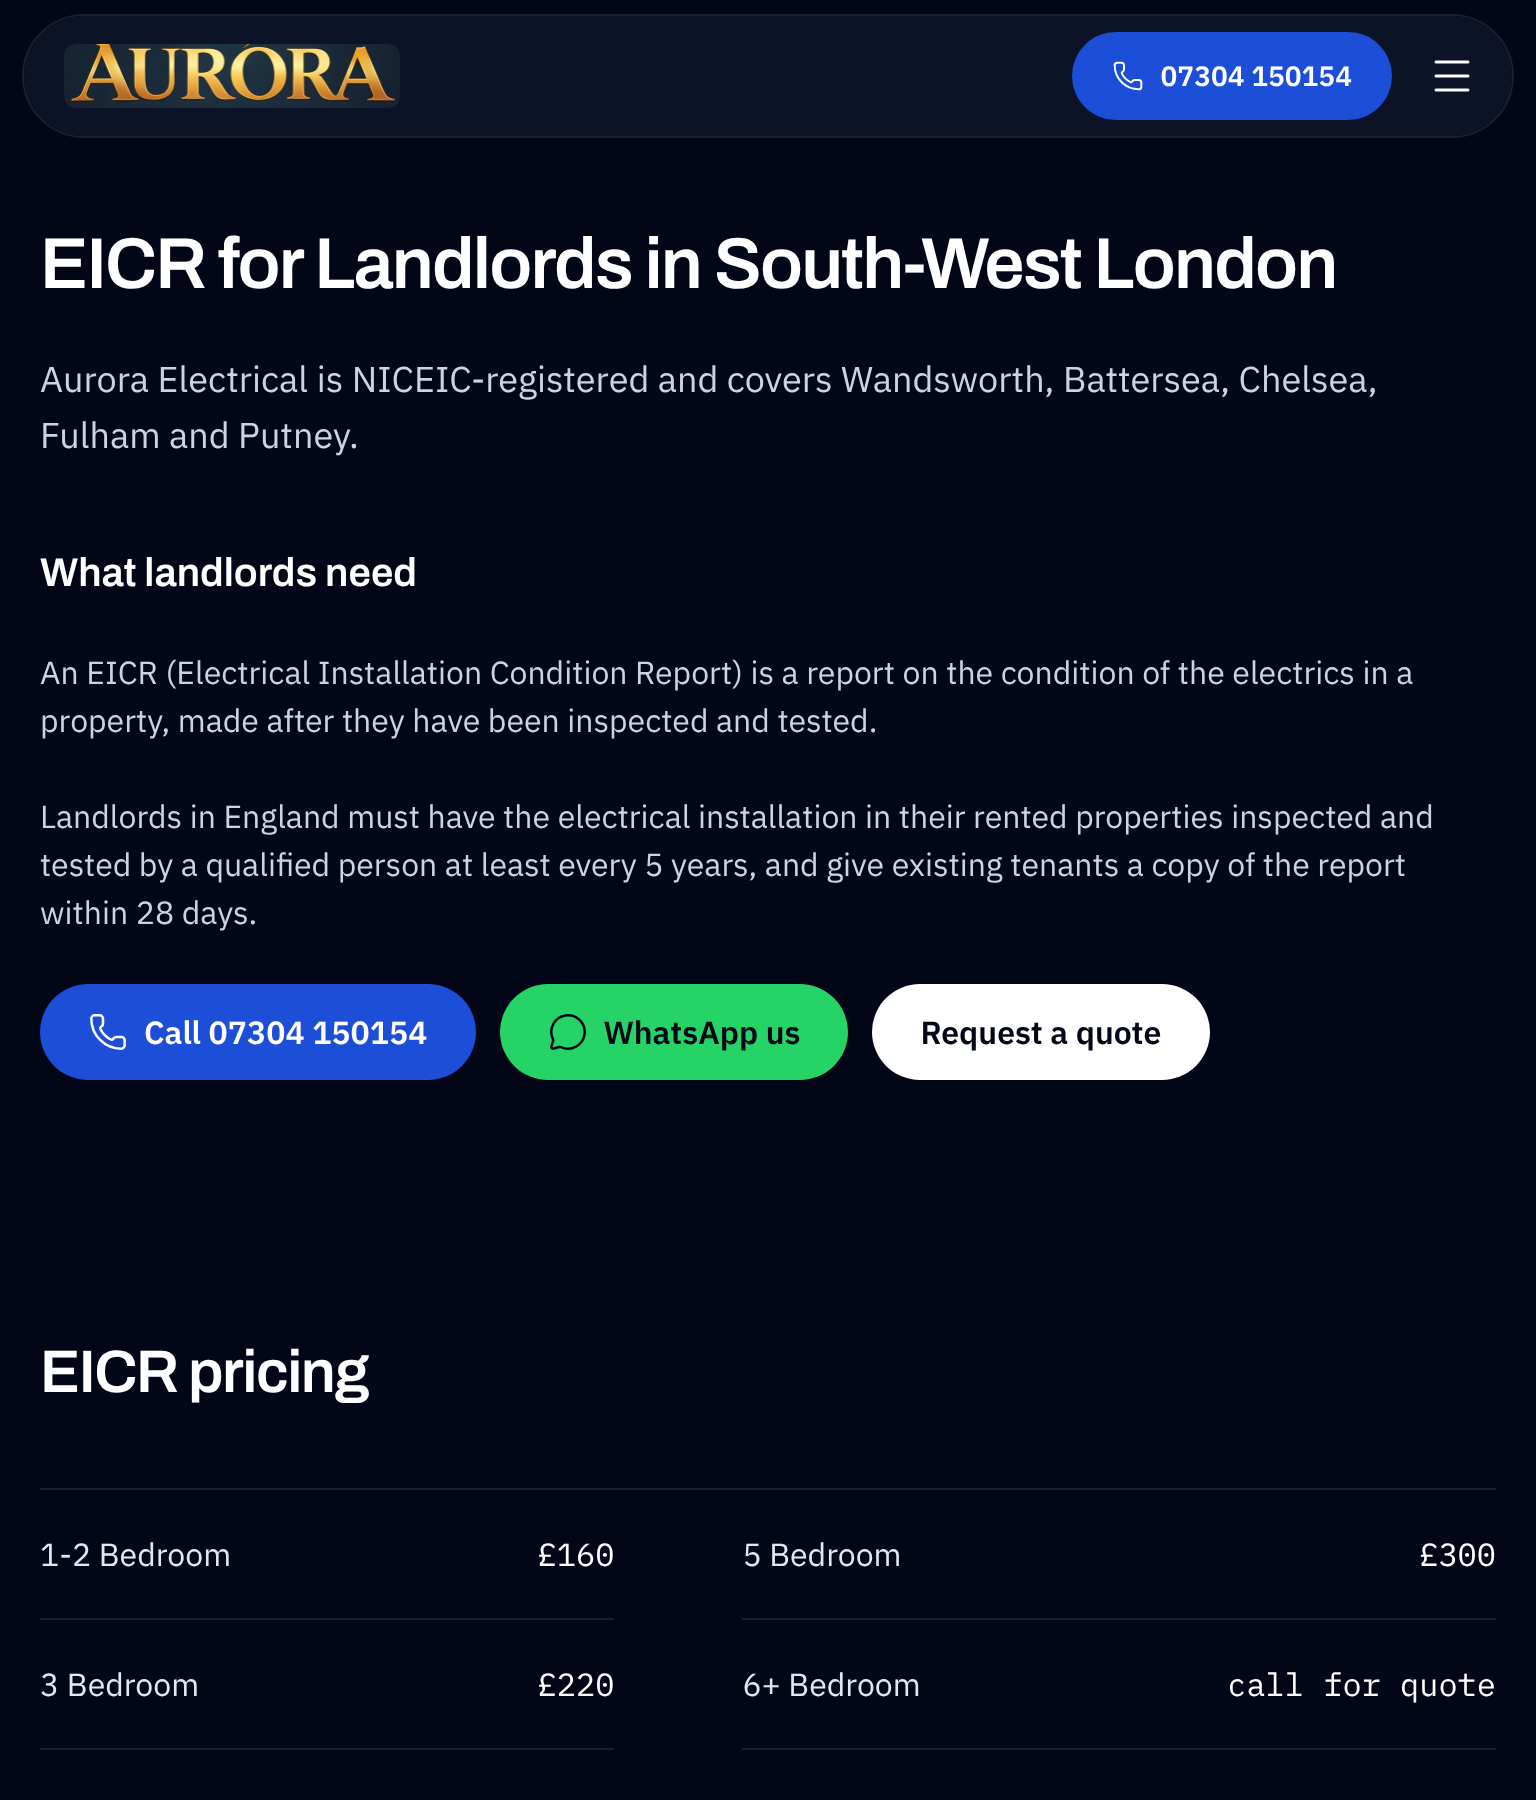 AURORA
07304 150154
EICR for Landlords in South-West London
Aurora Electrical is NICEIC-registered and covers Wandsworth, Battersea, Chelsea,
Fulham and Putney.
What landlords need
An EICR (Electrical Installation Condition Report) is a report on the condition of the electrics in a
property, made after they have been inspected and tested.
Landlords in England must have the electrical installation in their rented properties inspected and
tested by a qualified person at least every 5 years, and give existing tenants a copy of the report
within 28 days.
Call 07304 150154
WhatsApp us
Request a quote
EICR pricing
1-2 Bedroom £160
5 Bedroom £300
3 Bedroom £220
6+ Bedroom call for quote